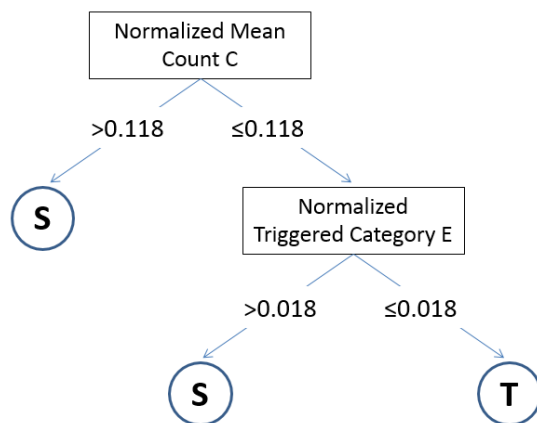 Normalized Mean
Count C
>0.118
≤0.118
S
Normalized
Triggered Category E
>0.018
≤0.018
S
T